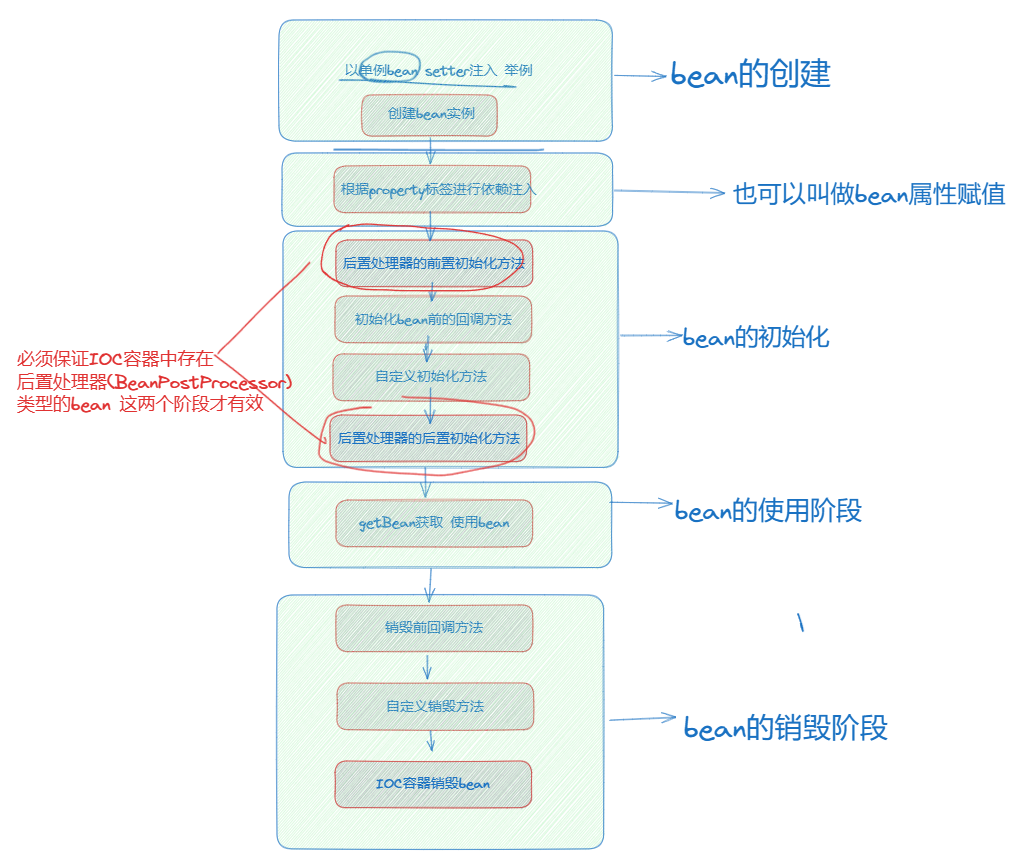 以单例bean setter注入 举例
bean的创建
创建bean实例
根据property标签进行依赖注入
也可以叫做bean属性赋值
后置处理器的前置初始化方法
初始化bean前的回调方法
bean的初始化
必须保证IOC容器中存在
后置处理器(BeanPostProcessor)
类型的bean 这两个阶段才有效
自定义初始化方法
后置处理器的后置初始化方法
getBean获取 使用bean
bean的使用阶段
销毁前回调方法
自定义销毁方法
bean的销毁阶段
IOC容器销毁bean